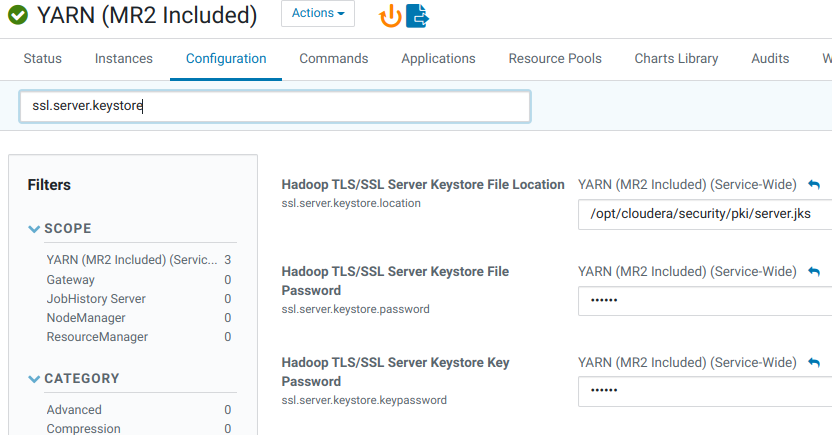 YARN (MR2 Included)
Actions
Status Instances Configuration Commands Applications Resource Pools Charts Library Audits W
ssl.server.keystore
Filters
SCOPE
YARN (MR2 Included) (Servic... 3
Gateway 0
JobHistory Server 0
NodeManager 0
ResourceManager 0
CATEGORY
Advanced 0
Compression 0
Hadoop TLS/SSL Server Keystore File Location
ssl.server.keystore.location
YARN (MR2 Included) (Service-Wide)
/opt/cloudera/security/pki/server.jks
Hadoop TLS/SSL Server Keystore File
Password
ssl.server.keystore.password
YARN (MR2 Included) (Service-Wide)
••••••
Hadoop TLS/SSL Server Keystore Key
Password
ssl.server.keystore.keypassword
YARN (MR2 Included) (Service-Wide)
••••••